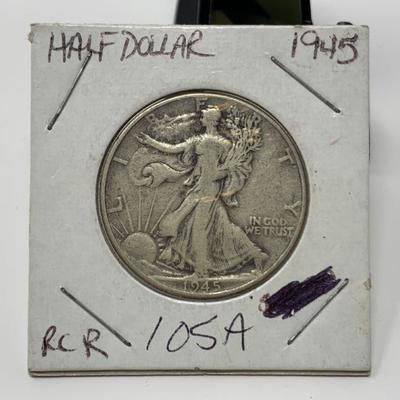 HALF DOLLAR 1945
LIBERTY
IN GOD
WE TRUST
1945
RCR 105A